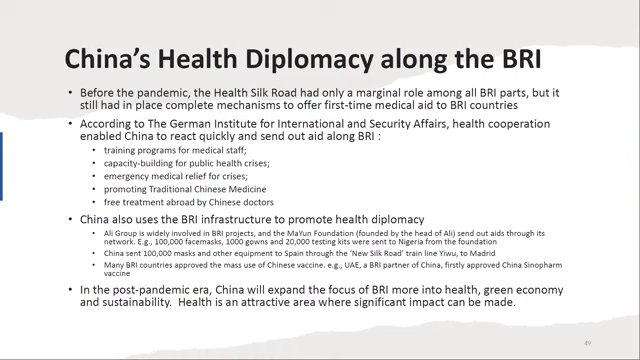 China's Health Diplomacy along the BRI
• Before the pandemic, the Health Silk Road had only a marginal role among all BRI parts, but it
still had in place complete mechanisms to offer first-time medical aid to BRI countries
• According to The German Institute for International and Security Affairs, health cooperation
enabled China to react quickly and send out aid along BRI :
• training programs for medical staff;
• capacity-building for public health crises;
• emergency medical relief for crises;
• promoting Traditional Chinese Medicine
• free treatment abroad by Chinese doctors
• China also uses the BRI infrastructure to promote health diplomacy
• Ali Group is widely involved in BRI projects, and the MaYun Foundation (founded by the head of Ali) send out aids through its
network. E.g., 100,000 facemasks, 1000 gowns and 20,000 testing kits were sent to Nigeria from the foundation
• China sent 100,000 masks and other equipment to Spain through the 'New Silk Road' train line Yiwu, to Madrid
• Many BRI countries approved the mass use of Chinese vaccine. e.g., UAE, a BRI partner of China, firstly approved China Sinopharm
vaccine
• In the post-pandemic era, China will expand the focus of BRI more into health, green economy
and sustainability. Health is an attractive area where significant impact can be made.
49